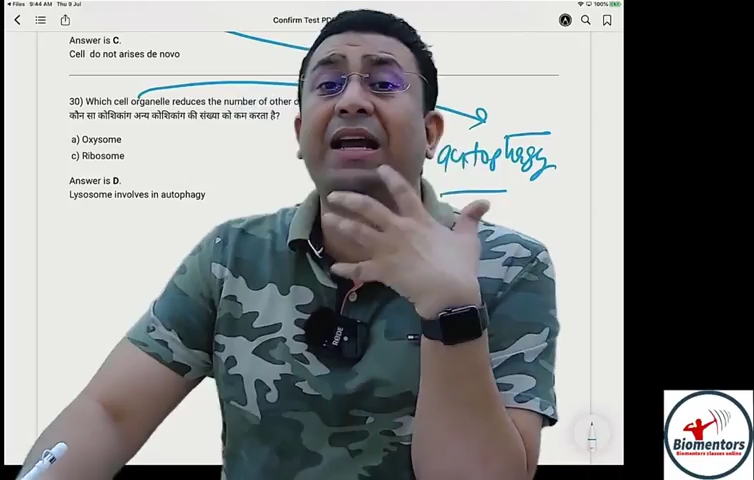 Files 9:44 AM Thu 9 Jul
100%
Confirm Test PD
Answer is C.
Cell do not arises de novo
30) Which cell organelle reduces the number of other
कौन सा कोशिकांग अन्य कोशिकांग की संख्या को कम करता है?
a) Oxysome
c) Ribosome
autophagy
Answer is D.
Lysosome involves in autophagy
RODE
Biomentors
Biomentors classes online